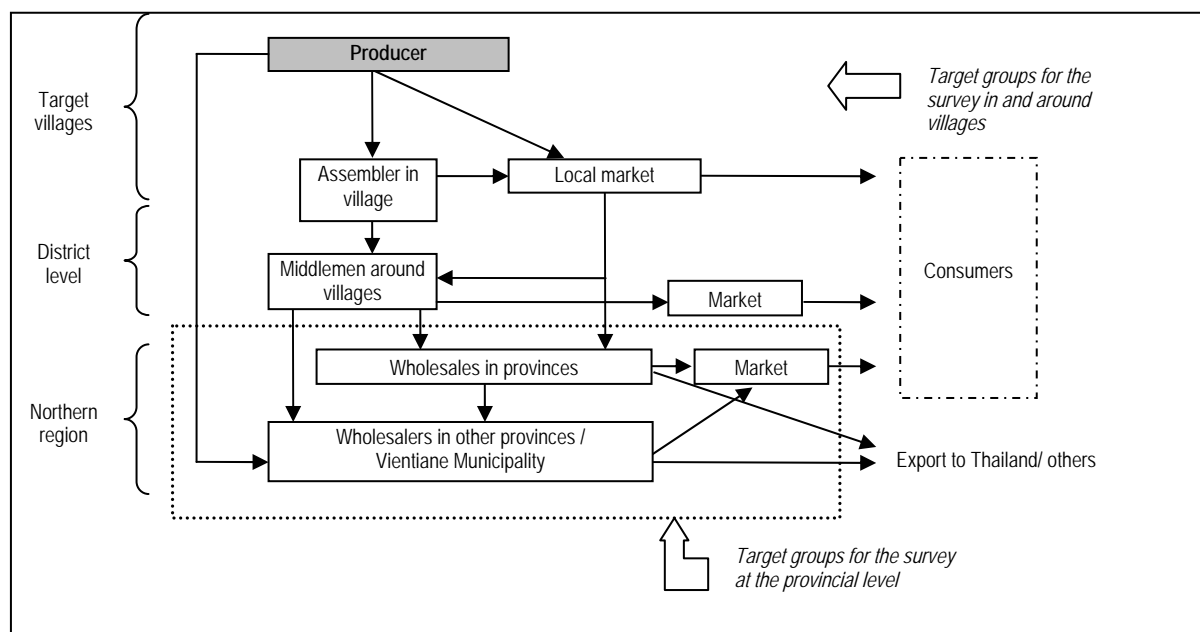 Producer
Target groups for the
survey in and around
villages
Target
villages
Assembler in
village
Local market
District
level
Middlemen around
villages
Market
Consumers
Wholesales in provinces
Market
Northern
region
Wholesalers in other provinces /
Vientiane Municipality
Export to Thailand/ others
Target groups for the survey
at the provincial level